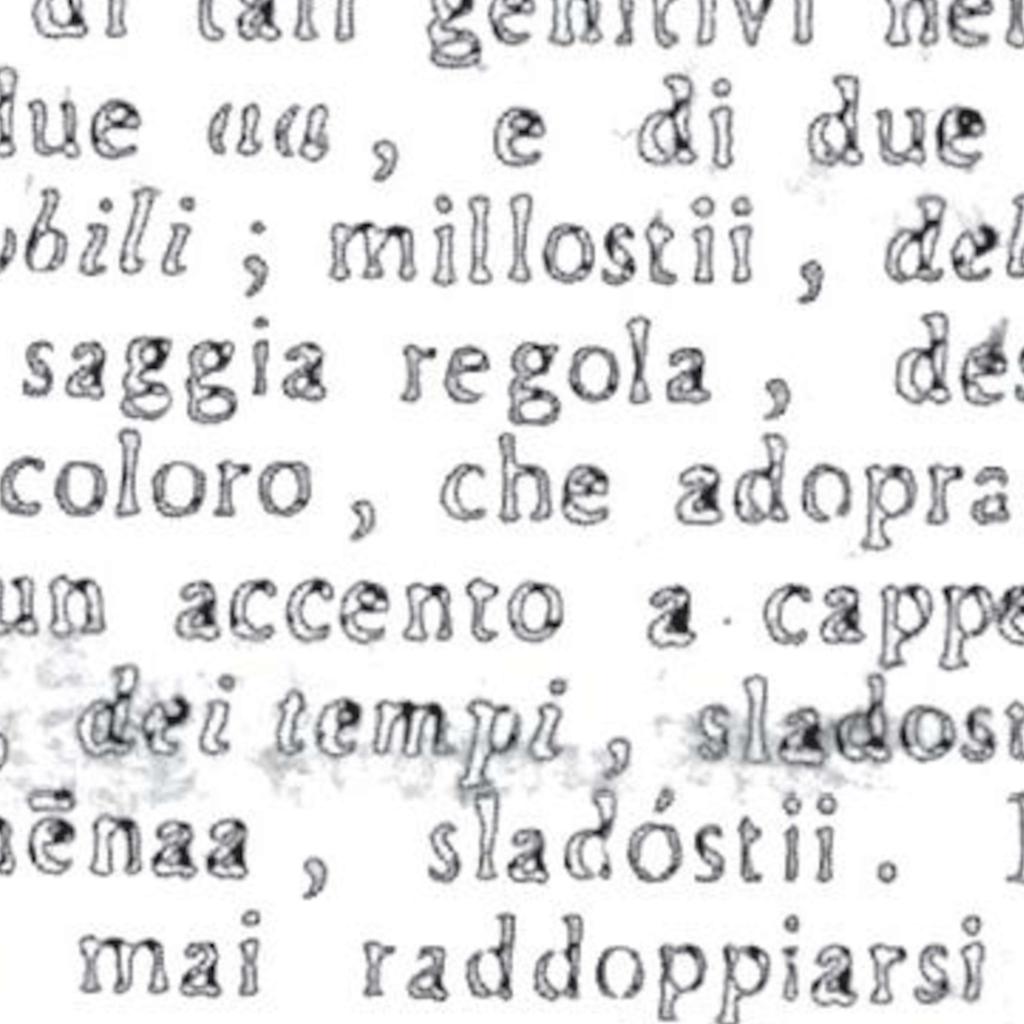 di tali genitivi nel
due aa, e di due
bili; millostii, del
saggia regola, des
coloro, che adopra
un accento a cappe
, dei tempi, sladost
ēnaa, sladóstii.
mai raddoppiarsi